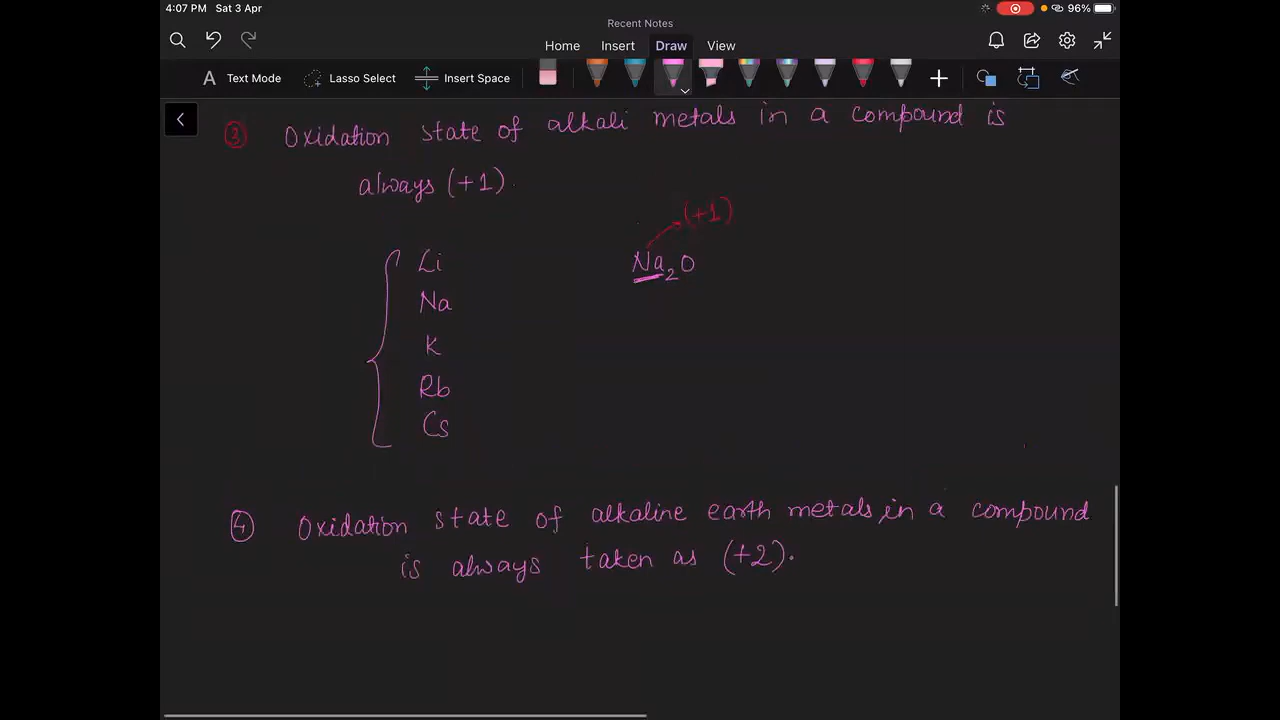 4:07 PM Sat 3 Apr
96%
Recent Notes
Home Insert Draw View
Text Mode Lasso Select Insert Space
③ Oxidation state of alkali metals in a compound is
always (+1).
(+1)
Li
Na₂O
Na
K
Rb
Cs
④ Oxidation state of alkaline earth metals, in a compound
is always taken as (+2).